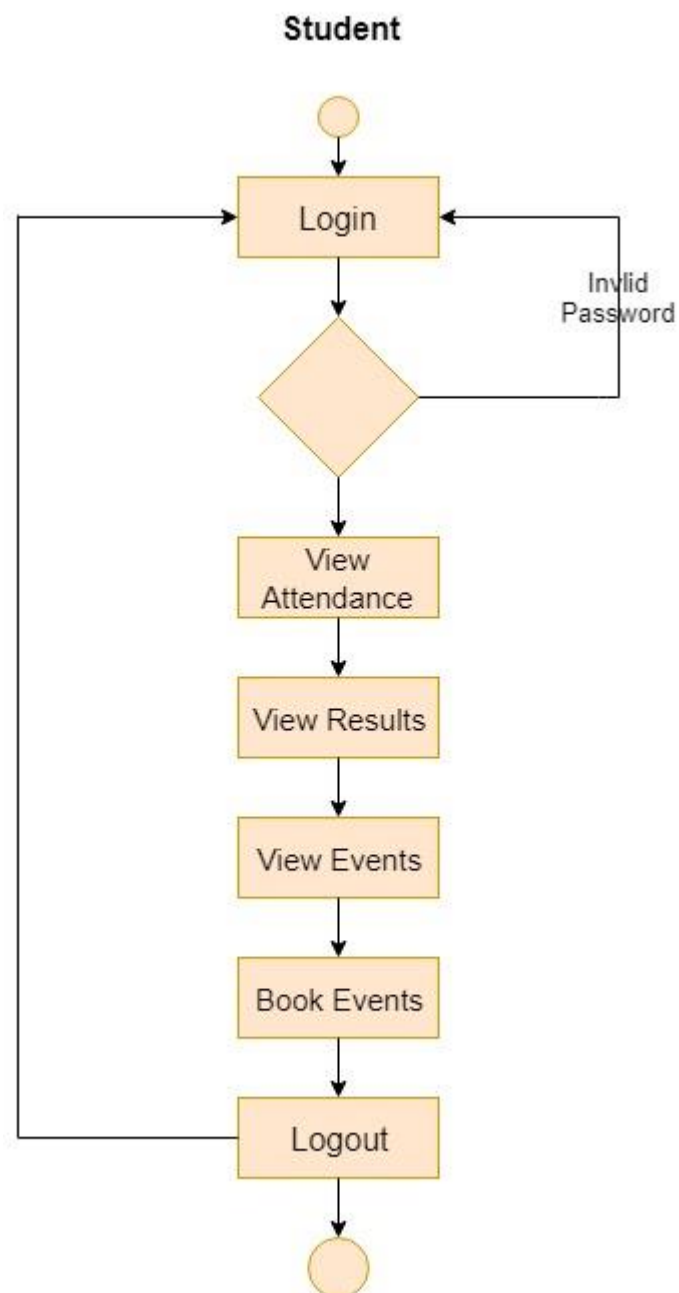 Student
Login
Invlid
Password
View
Attendance
View Results
View Events
Book Events
Logout